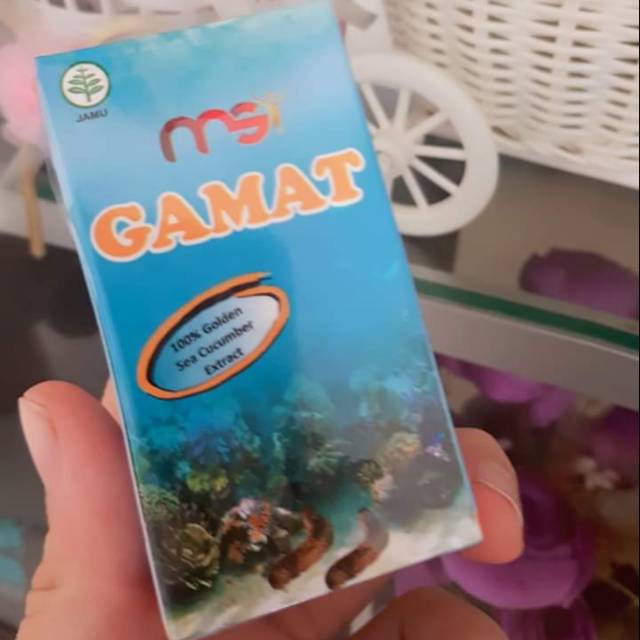 JAMU
msi
GAMAT
100% Golden
Sea Cucumber
Extract